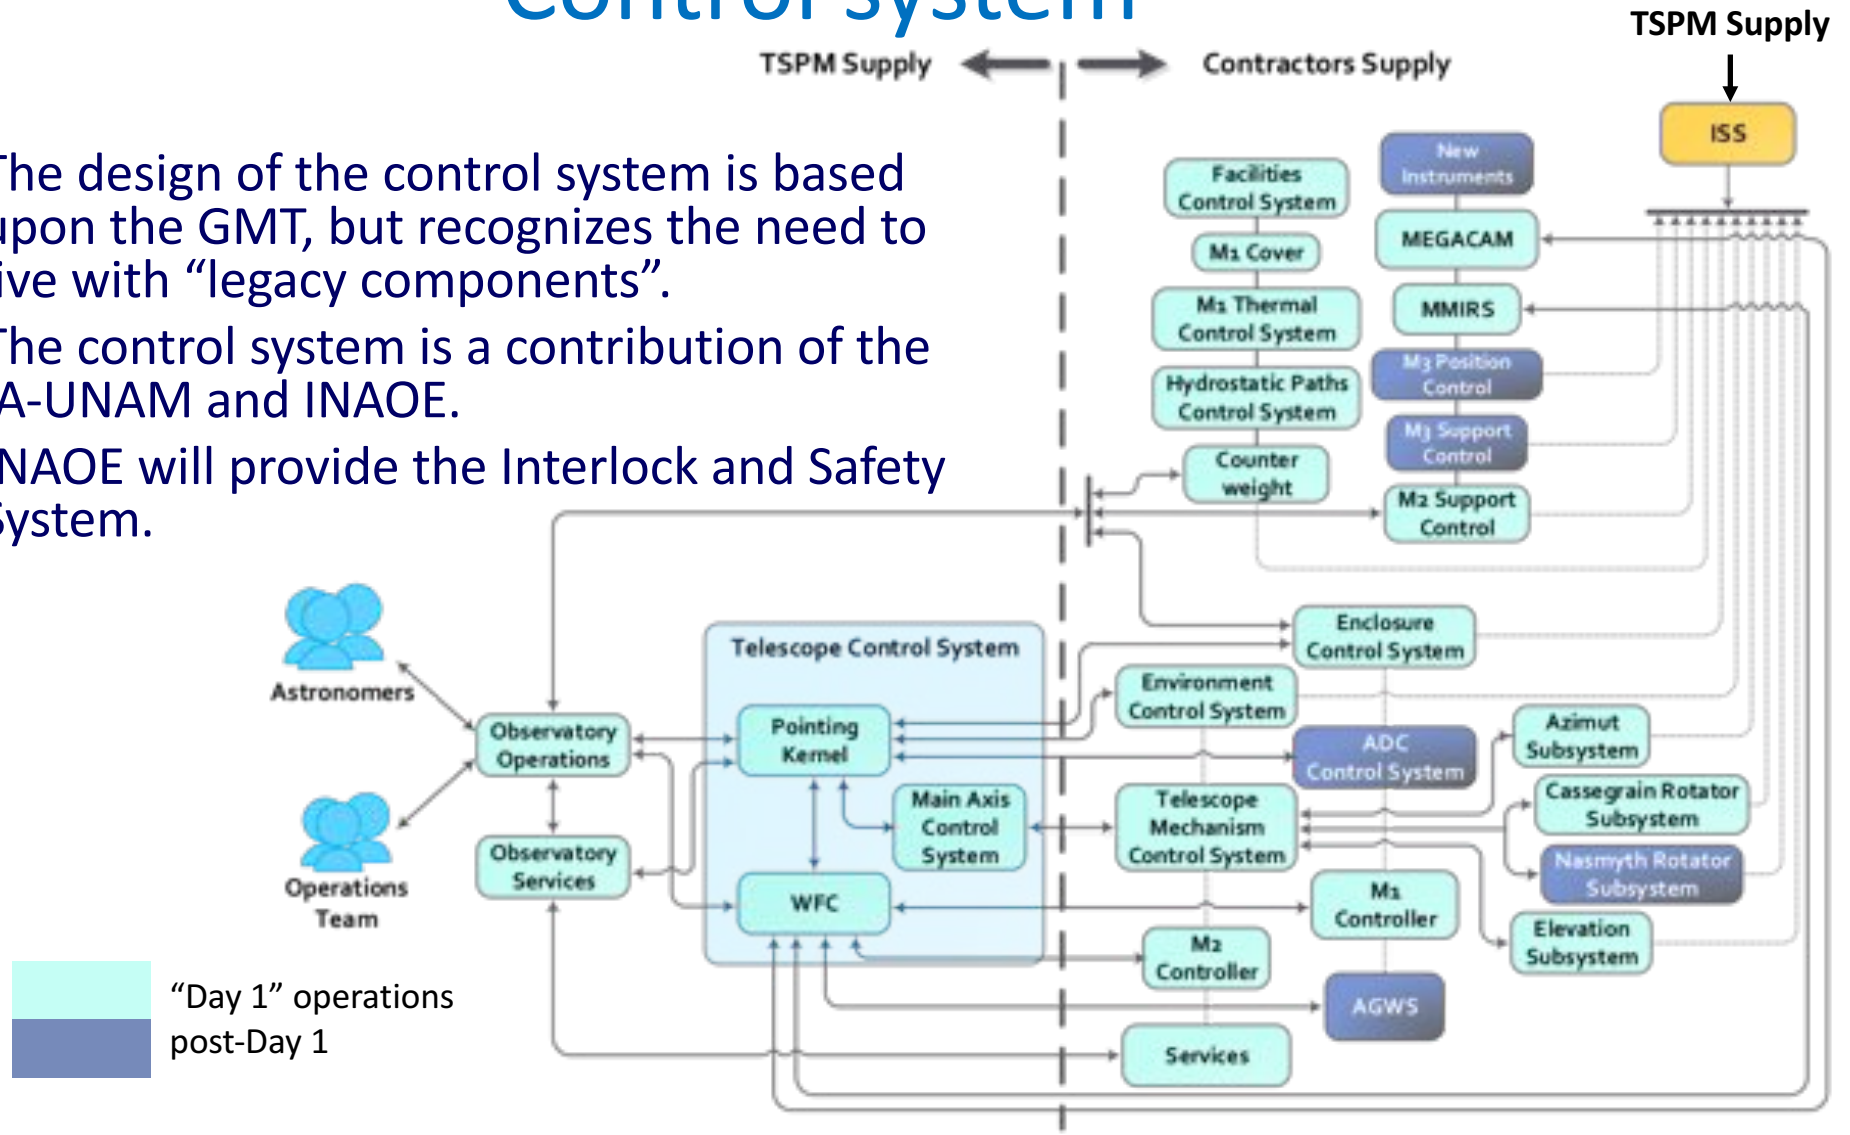 Control system
TSPM Supply
TSPM Supply
Contractors Supply
The design of the control system is based
upon the GMT, but recognizes the need to
live with “legacy components”.
The control system is a contribution of the
IA-UNAM and INAOE.
INAOE will provide the Interlock and Safety
System.
ISS
New
Instruments
Facilities
Control System
MEGACAM
M1 Cover
M1 Thermal
Control System
MMIRS
M3 Position
Control
Hydrostatic Paths
Control System
M3 Support
Control
Counter
weight
M2 Support
Control
Enclosure
Control System
Telescope Control System
Astronomers
Environment
Control System
Observatory
Operations
Pointing
Kernel
ADC
Control System
Azimut
Subsystem
Main Axis
Control
System
Telescope
Mechanism
Control System
Cassegrain Rotator
Subsystem
Observatory
Services
Nasmyth Rotator
Subsystem
Operations
Team
WFC
M1
Controller
Elevation
Subsystem
M2
Controller
AGWS
Services
“Day 1” operations
post-Day 1